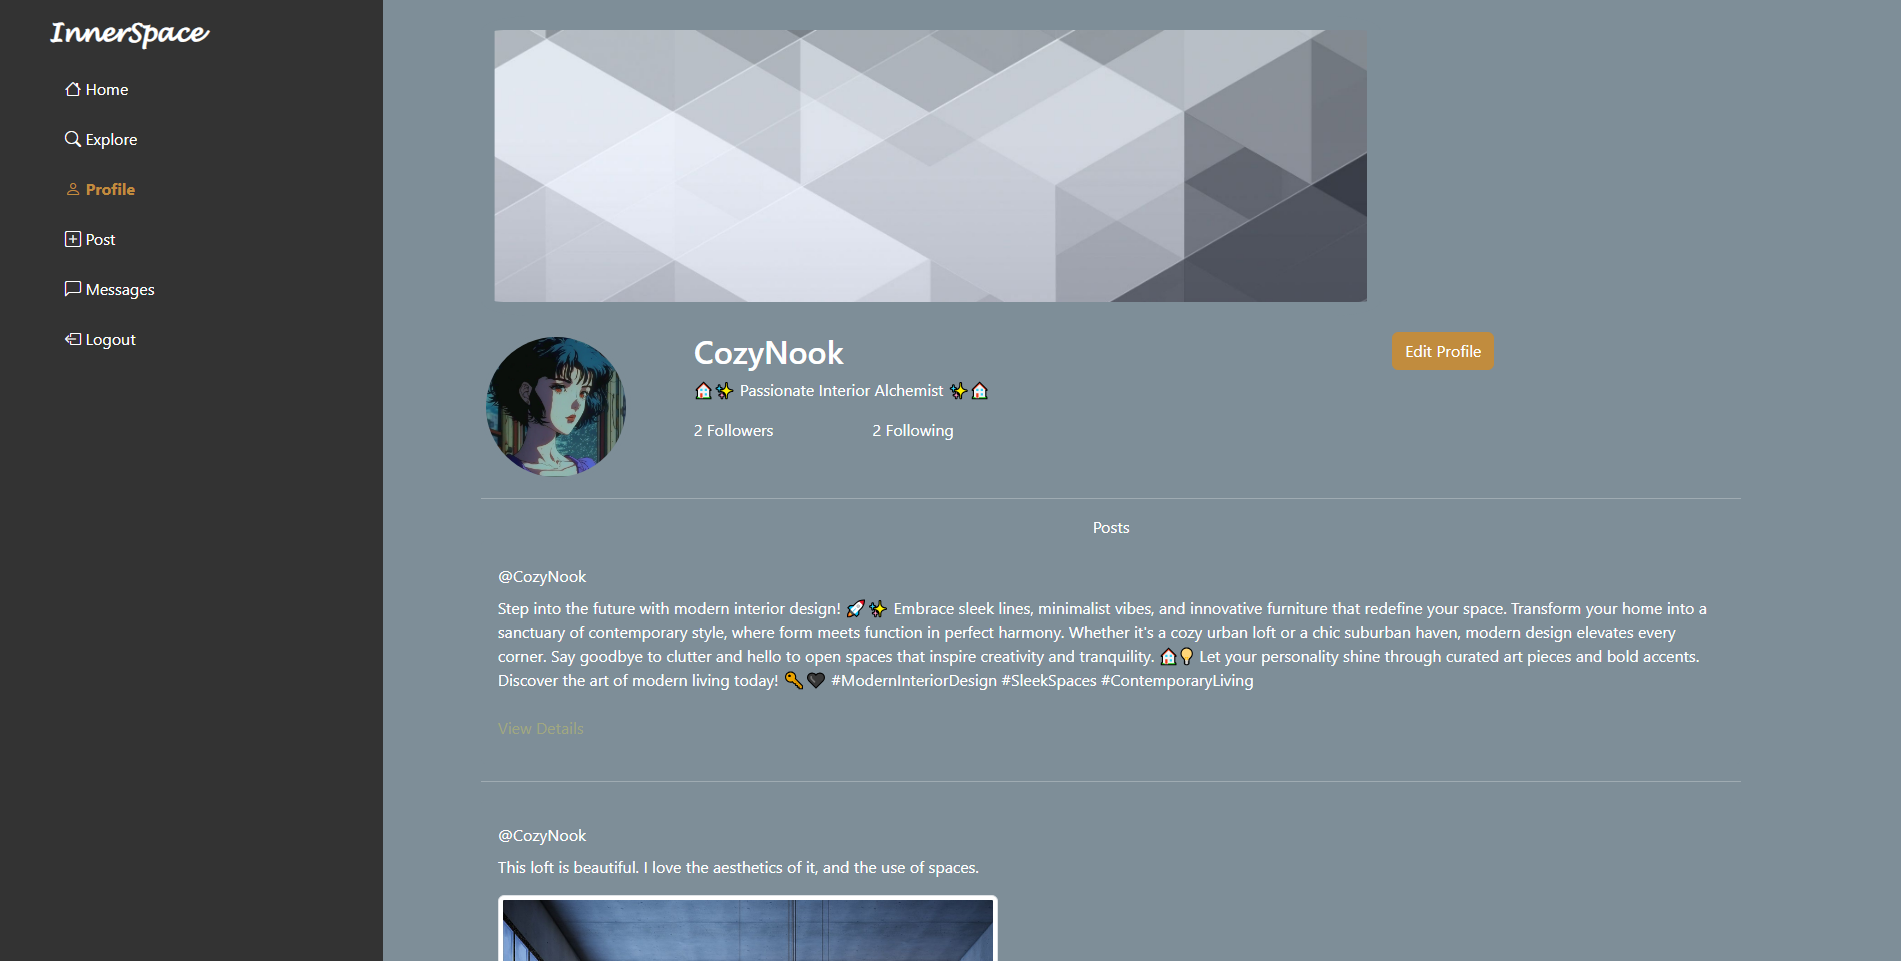 InnerSpace
Home
Explore
Profile
Post
Messages
Logout
CozyNook
Edit Profile
🏠✨ Passionate Interior Alchemist ✨🏠
2 Followers 2 Following
Posts
@CozyNook
Step into the future with modern interior design! 🚀✨ Embrace sleek lines, minimalist vibes, and innovative furniture that redefine your space. Transform your home into a
sanctuary of contemporary style, where form meets function in perfect harmony. Whether it's a cozy urban loft or a chic suburban haven, modern design elevates every
corner. Say goodbye to clutter and hello to open spaces that inspire creativity and tranquility. 🏠💡 Let your personality shine through curated art pieces and bold accents.
Discover the art of modern living today! 🔑🖤 #ModernInteriorDesign #SleekSpaces #ContemporaryLiving
View Details
@CozyNook
This loft is beautiful. I love the aesthetics of it, and the use of spaces.